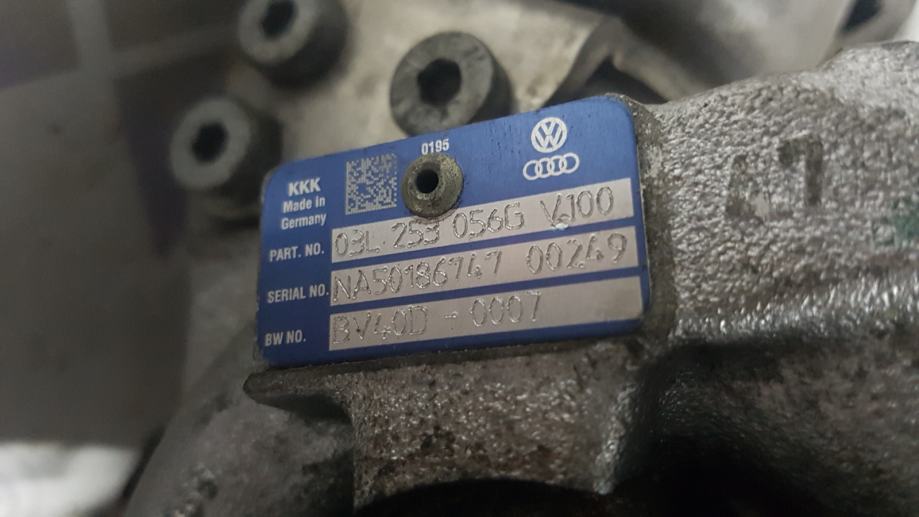 0195
KKK
Made in
Germany
PART. NO. 03L 253 056G V100
SERIAL NO. NA50186747 00249
BW NO. BV40D - 0007